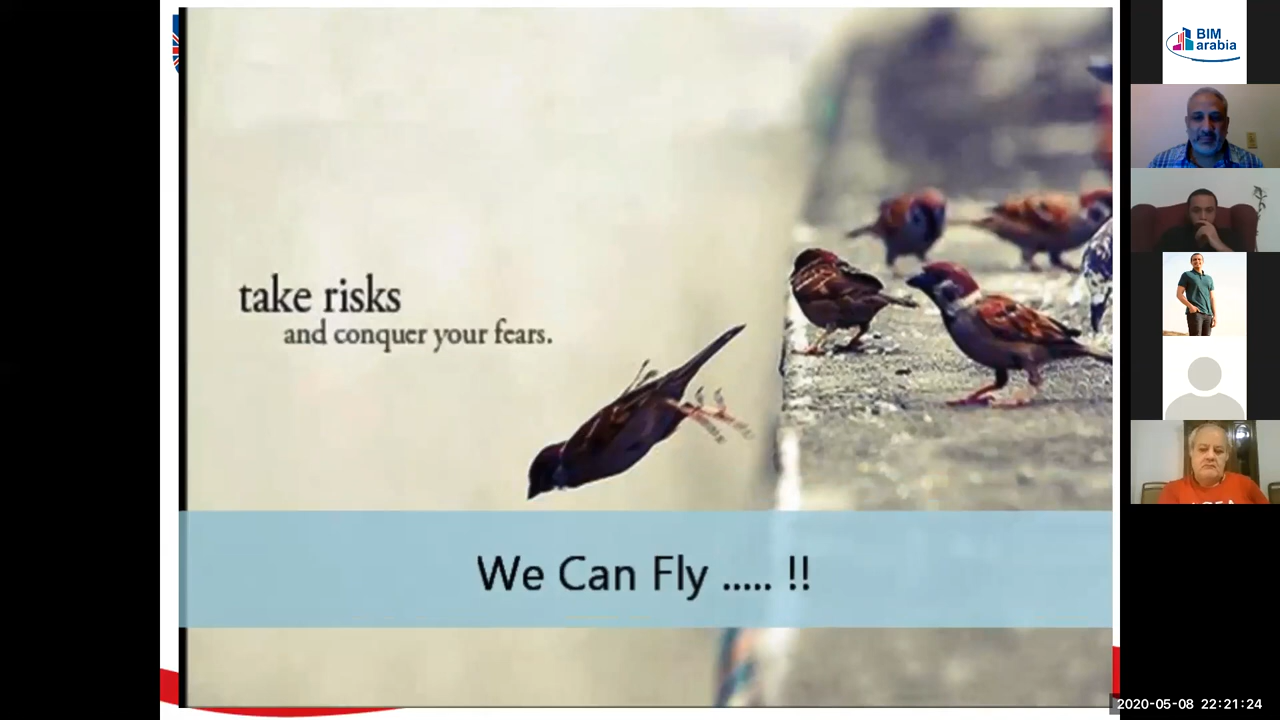 take risks
and conquer your fears.
We Can Fly ..... !!
BIM
arabia
2020-05-08 22:21:24